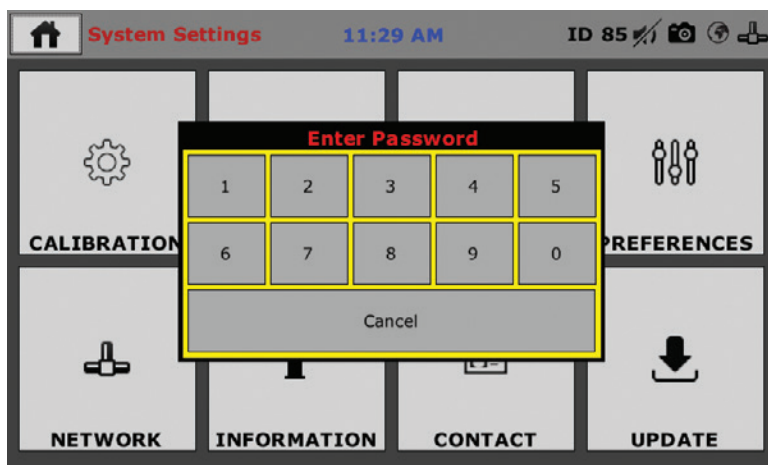 System Settings 11:29 AM ID 85
Enter Password
1 2 3 4 5
CALIBRATION PREFERENCES
6 7 8 9 0
Cancel
NETWORK INFORMATION CONTACT UPDATE